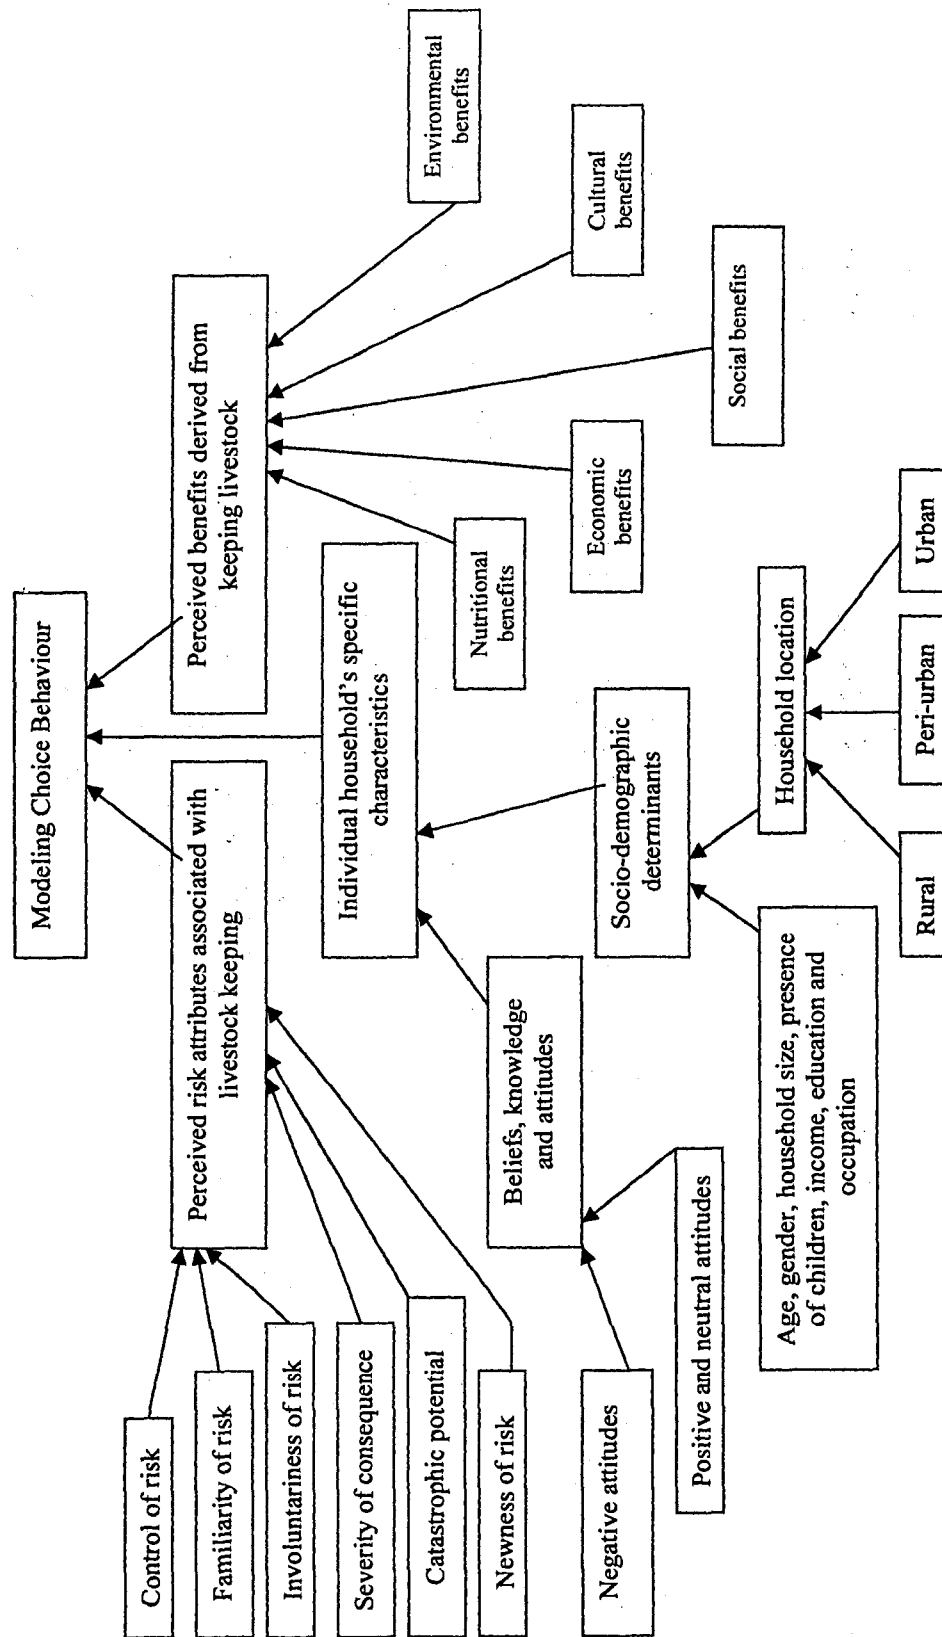 Modeling Choice Behaviour
Perceived risk attributes associated with
livestock keeping
Perceived benefits derived from
keeping livestock
Control of risk
Familiarity of risk
Involuntariness of risk
Severity of consequence
Catastrophic potential
Newness of risk
Individual household's specific
characteristics
Nutritional
benefits
Economic
benefits
Social benefits
Cultural
benefits
Environmental
benefits
Beliefs, knowledge
and attitudes
Negative attitudes
Positive and neutral attitudes
Socio-demographic
determinants
Age, gender, household size, presence
of children, income, education and
occupation
Household location
Rural
Peri-urban
Urban